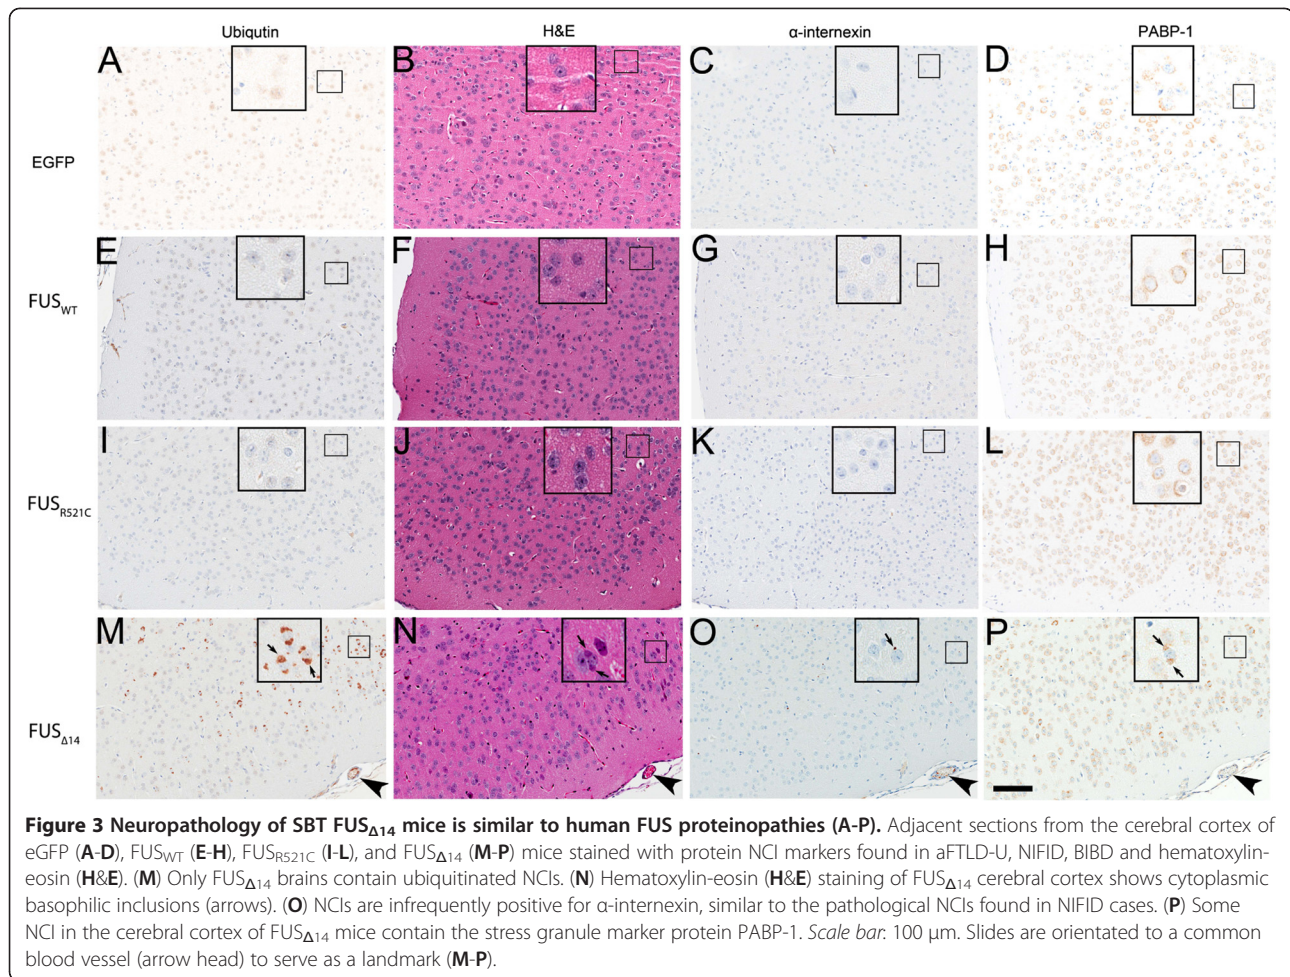 Ubiqutin H&E α-internexin PABP-1
A B C D
EGFP
E F G H
FUSWT
I J K L
FUSR521C
M N O P
FUSΔ14
Figure 3 Neuropathology of SBT FUSΔ14 mice is similar to human FUS proteinopathies (A-P). Adjacent sections from the cerebral cortex of
eGFP (A-D), FUSWT (E-H), FUSR521C (I-L), and FUSΔ14 (M-P) mice stained with protein NCI markers found in aFTLD-U, NIFID, BIBD and hematoxylin-
eosin (H&E). (M) Only FUSΔ14 brains contain ubiquitinated NCIs. (N) Hematoxylin-eosin (H&E) staining of FUSΔ14 cerebral cortex shows cytoplasmic
basophilic inclusions (arrows). (O) NCIs are infrequently positive for α-internexin, similar to the pathological NCIs found in NIFID cases. (P) Some
NCI in the cerebral cortex of FUSΔ14 mice contain the stress granule marker protein PABP-1. Scale bar: 100 μm. Slides are orientated to a common
blood vessel (arrow head) to serve as a landmark (M-P).